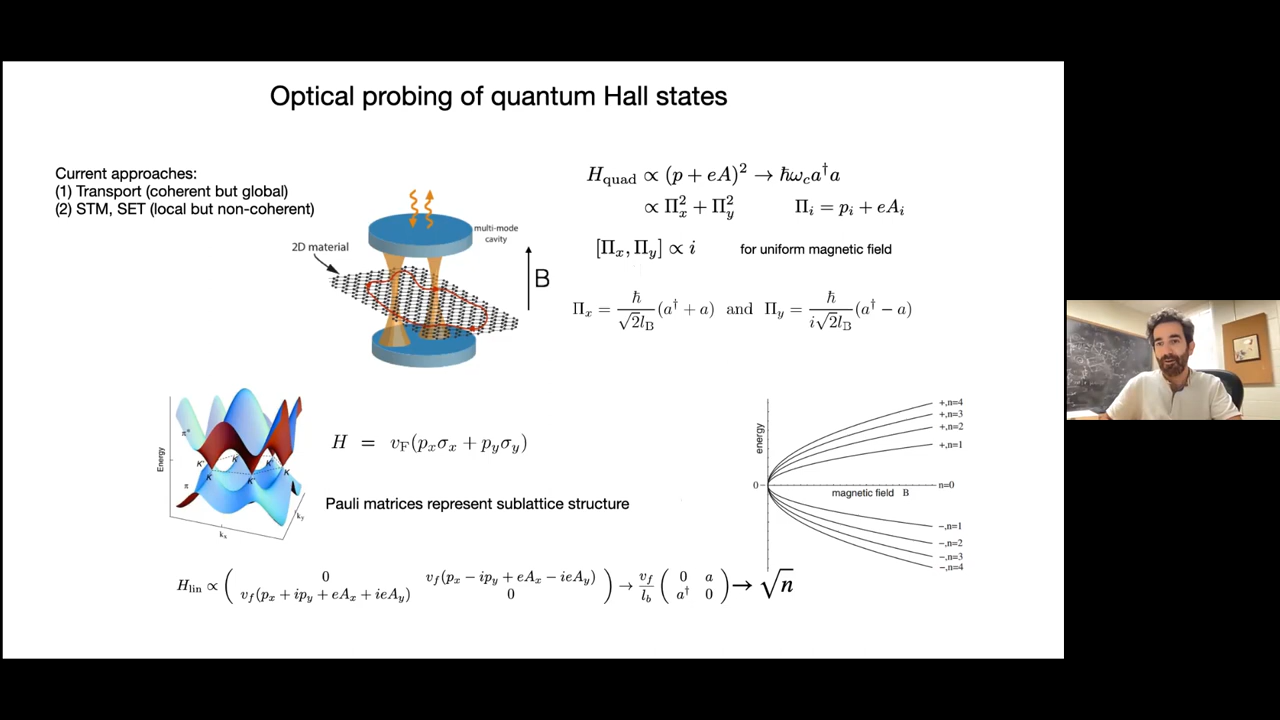 Optical probing of quantum Hall states
Current approaches:
(1) Transport (coherent but global)
(2) STM, SET (local but non-coherent)
2D material
multi-mode
cavity
B
H_quad ∝ (p + eA)² → ħω_c a†a
∝ Π_x² + Π_y²   Π_i = p_i + eA_i
[Π_x, Π_y] ∝ i   for uniform magnetic field
Π_x = ħ/(√2 l_B) (a† + a) and Π_y = ħ/(i√2 l_B) (a† − a)
Energy
π*
π
K'
K
K'
K
K'
K
k_x
k_y
H = v_F(p_xσ_x + p_yσ_y)
Pauli matrices represent sublattice structure
energy
0
magnetic field B
+,n=4
+,n=3
+,n=2
+,n=1
n=0
−,n=1
−,n=2
−,n=3
−,n=4
H_lin ∝ ( 0   v_f(p_x − ip_y + eA_x − ieA_y) ; v_f(p_x + ip_y + eA_x + ieA_y)   0 ) → v_f/l_b ( 0 a ; a† 0 ) → √n